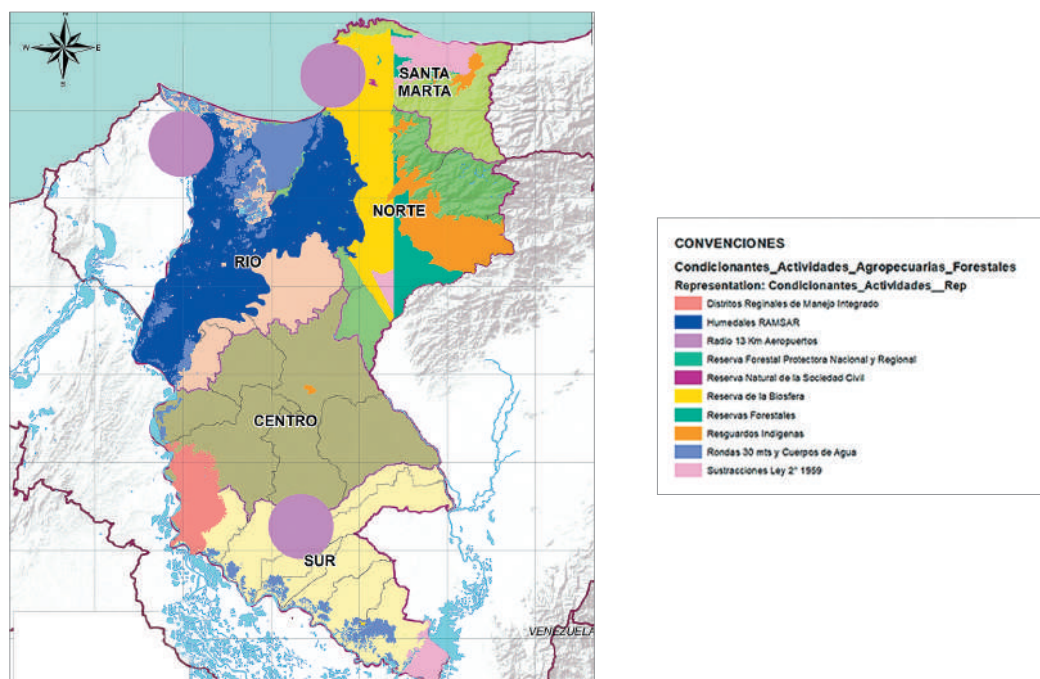 N
W
E
S
SANTA
MARTA
NORTE
RIO
CENTRO
SUR
VENEZUELA
CONVENCIONES
Condicionantes_Actividades_Agropecuarias_Forestales
Representation: Condicionantes_Actividades__Rep
Distritos Reginales de Manejo Integrado
Humedales RAMSAR
Radio 13 Km Aeropuertos
Reserva Forestal Protectora Nacional y Regional
Reserva Natural de la Sociedad Civil
Reserva de la Biosfera
Reservas Forestales
Resguardos Indigenas
Rondas 30 mts y Cuerpos de Agua
Sustracciones Ley 2° 1959